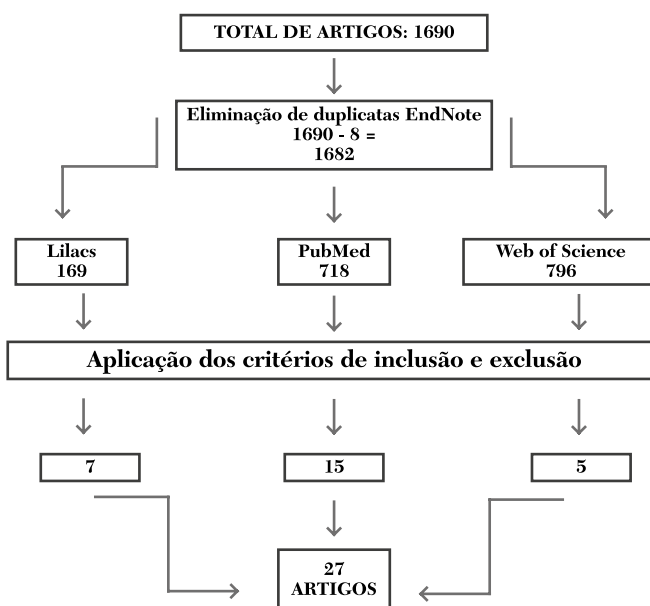 TOTAL DE ARTIGOS: 1690
Eliminação de duplicatas EndNote
1690 - 8 =
1682
Lilacs
169
PubMed
718
Web of Science
796
Aplicação dos critérios de inclusão e exclusão
7
15
5
27
ARTIGOS